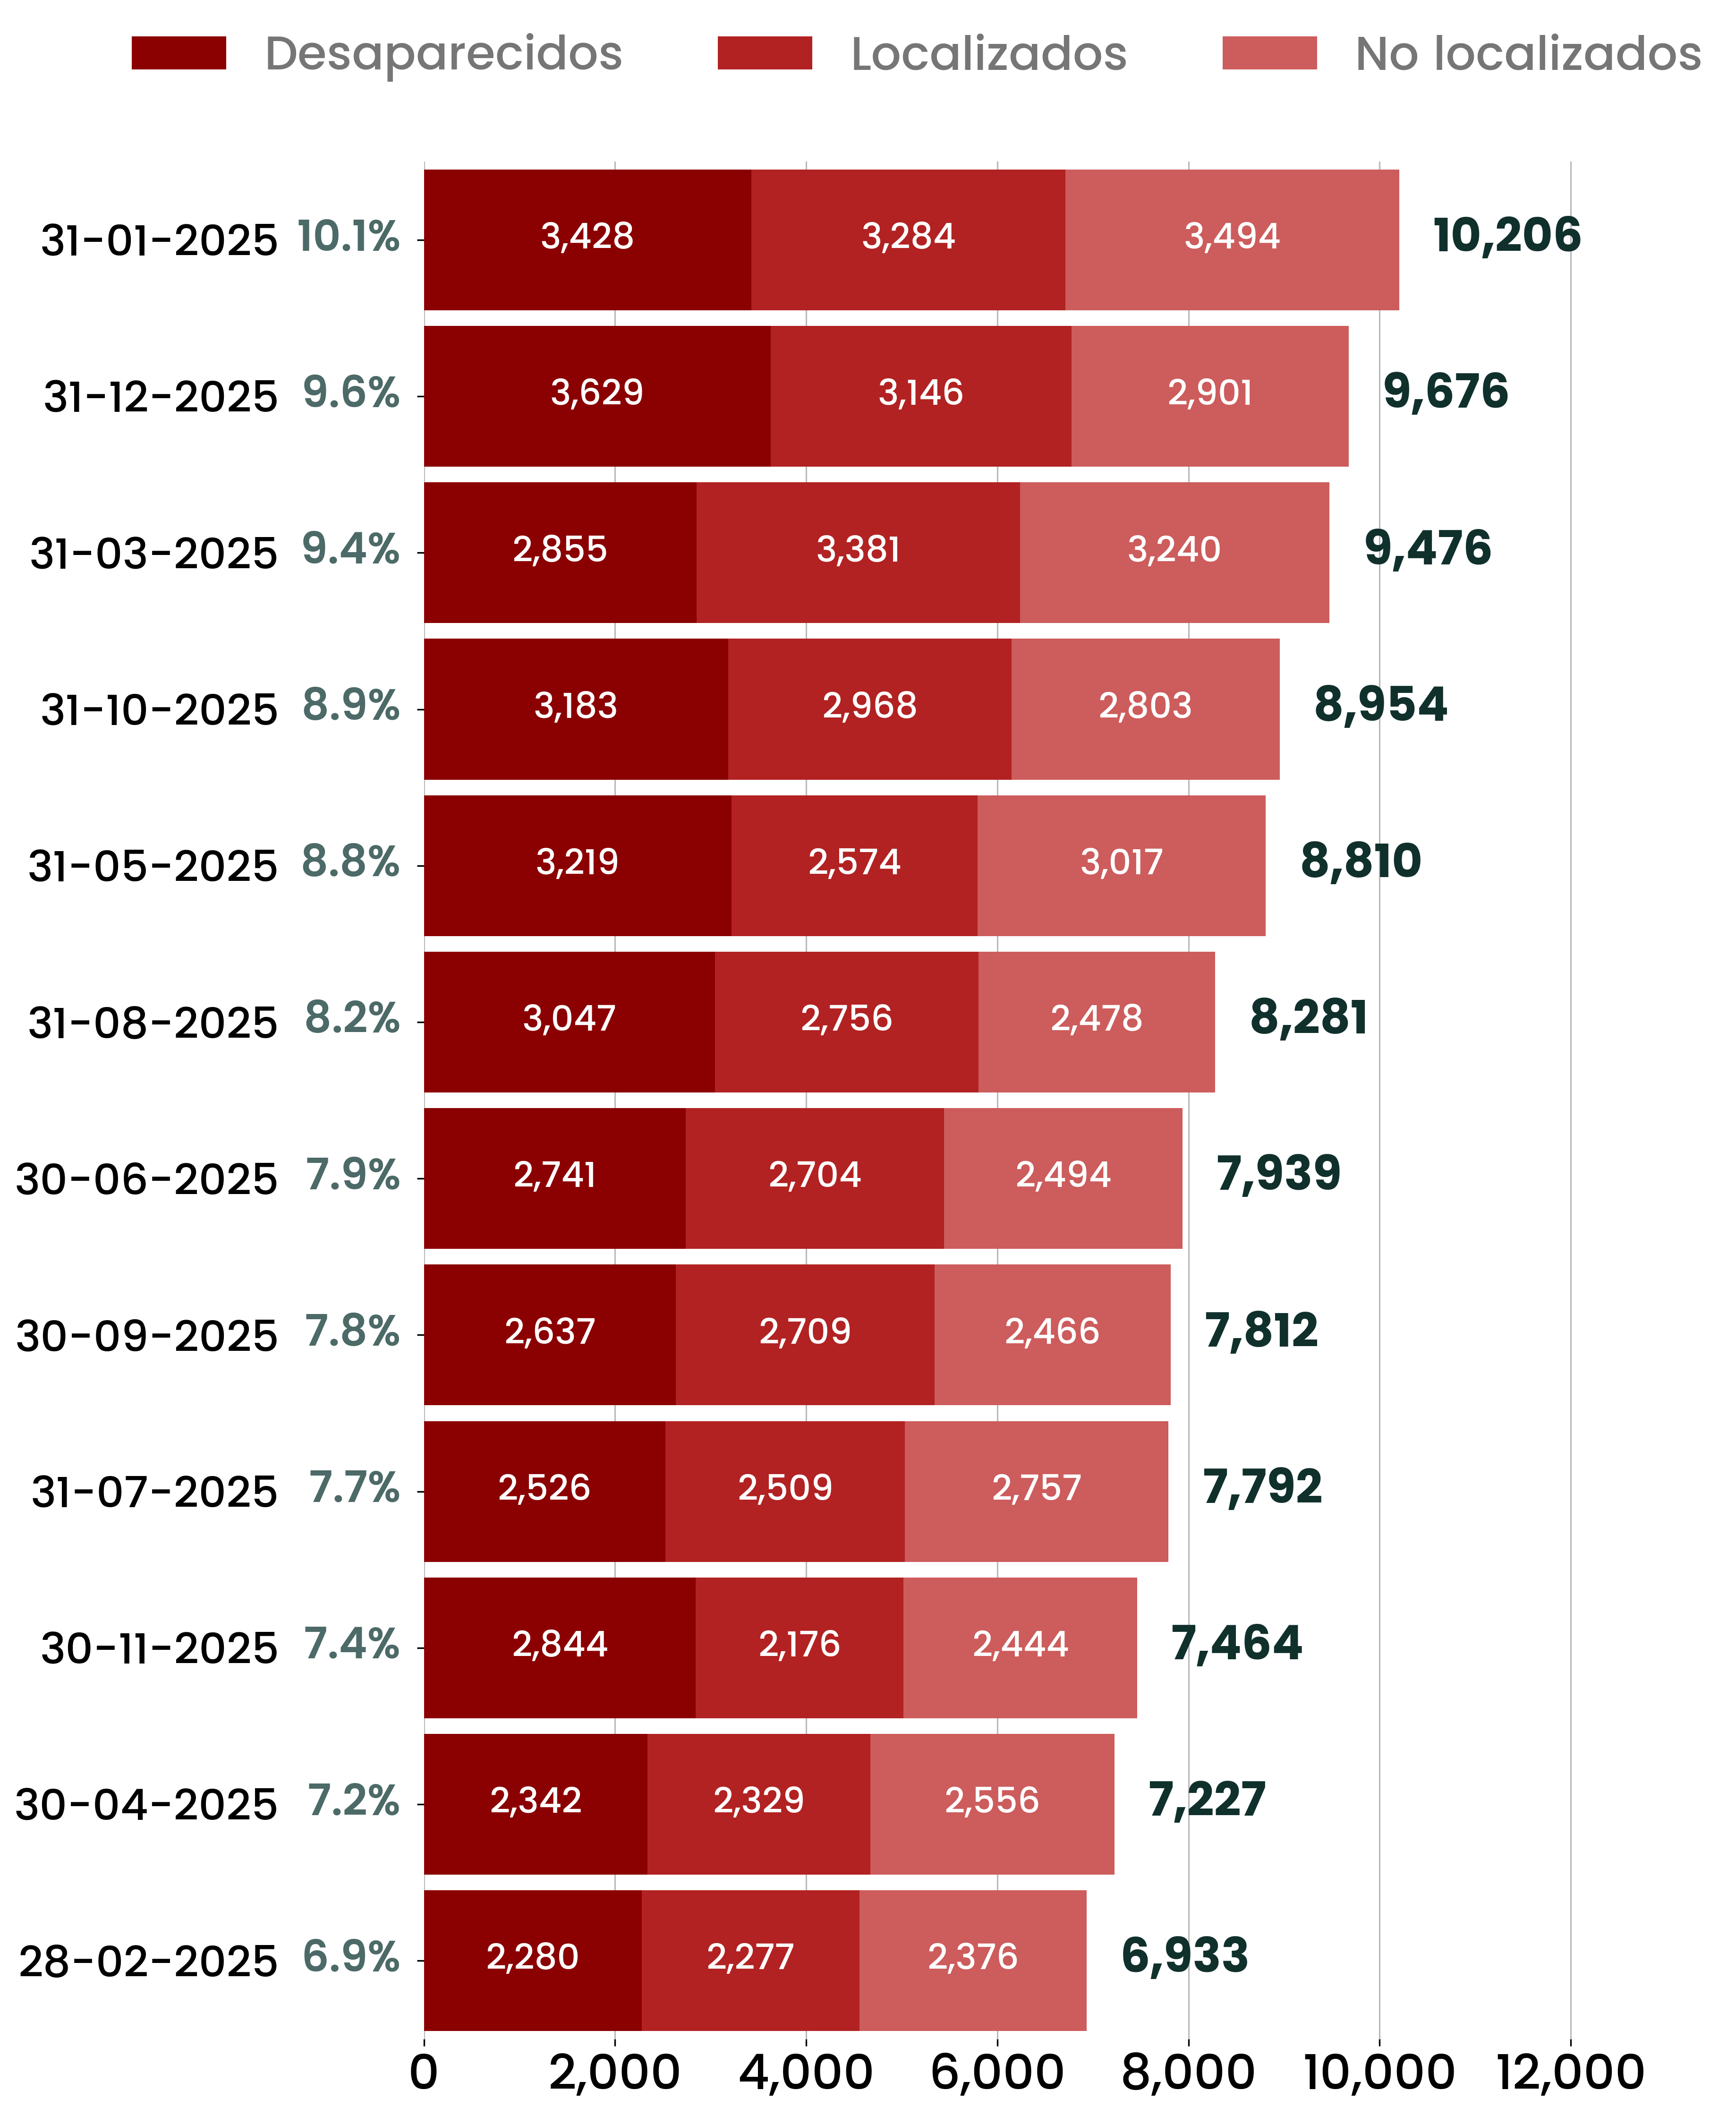 Desaparecidos Localizados No localizados
31-01-2025 10.1% 3,428 3,284 3,494 10,206
31-12-2025 9.6% 3,629 3,146 2,901 9,676
31-03-2025 9.4% 2,855 3,381 3,240 9,476
31-10-2025 8.9% 3,183 2,968 2,803 8,954
31-05-2025 8.8% 3,219 2,574 3,017 8,810
31-08-2025 8.2% 3,047 2,756 2,478 8,281
30-06-2025 7.9% 2,741 2,704 2,494 7,939
30-09-2025 7.8% 2,637 2,709 2,466 7,812
31-07-2025 7.7% 2,526 2,509 2,757 7,792
30-11-2025 7.4% 2,844 2,176 2,444 7,464
30-04-2025 7.2% 2,342 2,329 2,556 7,227
28-02-2025 6.9% 2,280 2,277 2,376 6,933
0 2,000 4,000 6,000 8,000 10,000 12,000